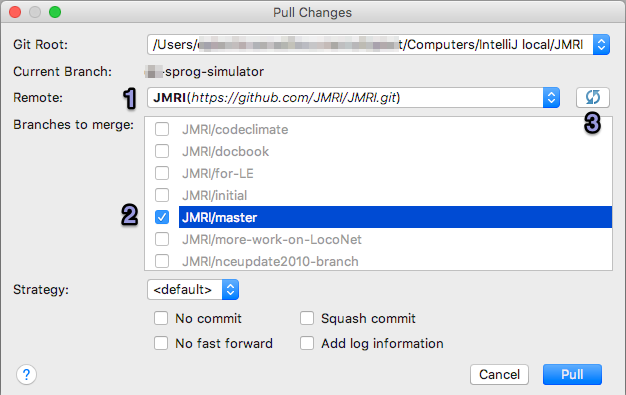 Pull Changes
Git Root: /Users/ t/Computers/IntelliJ local/JMRI
Current Branch: -sprog-simulator
Remote: 1 JMRI(https://github.com/JMRI/JMRI.git)
Branches to merge: 3
JMRI/codeclimate
JMRI/docbook
JMRI/for-LE
JMRI/initial
2 JMRI/master
JMRI/more-work-on-LocoNet
JMRI/nceupdate2010-branch
Strategy: <default>
No commit Squash commit
No fast forward Add log information
? Cancel Pull